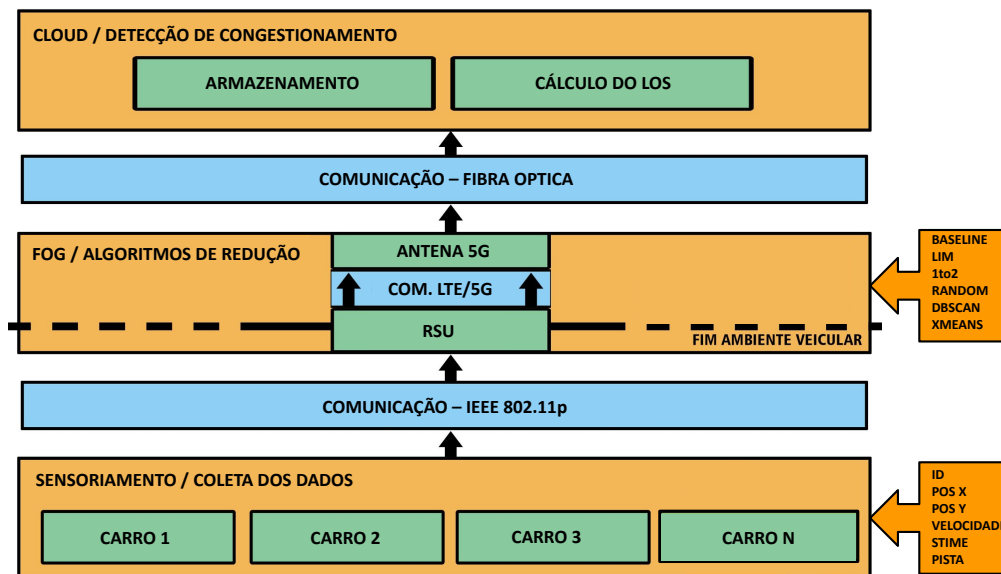 CLOUD / DETECÇÃO DE CONGESTIONAMENTO
ARMAZENAMENTO
CÁLCULO DO LOS
COMUNICAÇÃO – FIBRA OPTICA
FOG / ALGORITMOS DE REDUÇÃO
ANTENA 5G
COM. LTE/5G
RSU
FIM AMBIENTE VEICULAR
BASELINE
LIM
1to2
RANDOM
DBSCAN
XMEANS
COMUNICAÇÃO – IEEE 802.11p
SENSORIAMENTO / COLETA DOS DADOS
CARRO 1
CARRO 2
CARRO 3
CARRO N
ID
POS X
POS Y
VELOCIDADE
STIME
PISTA